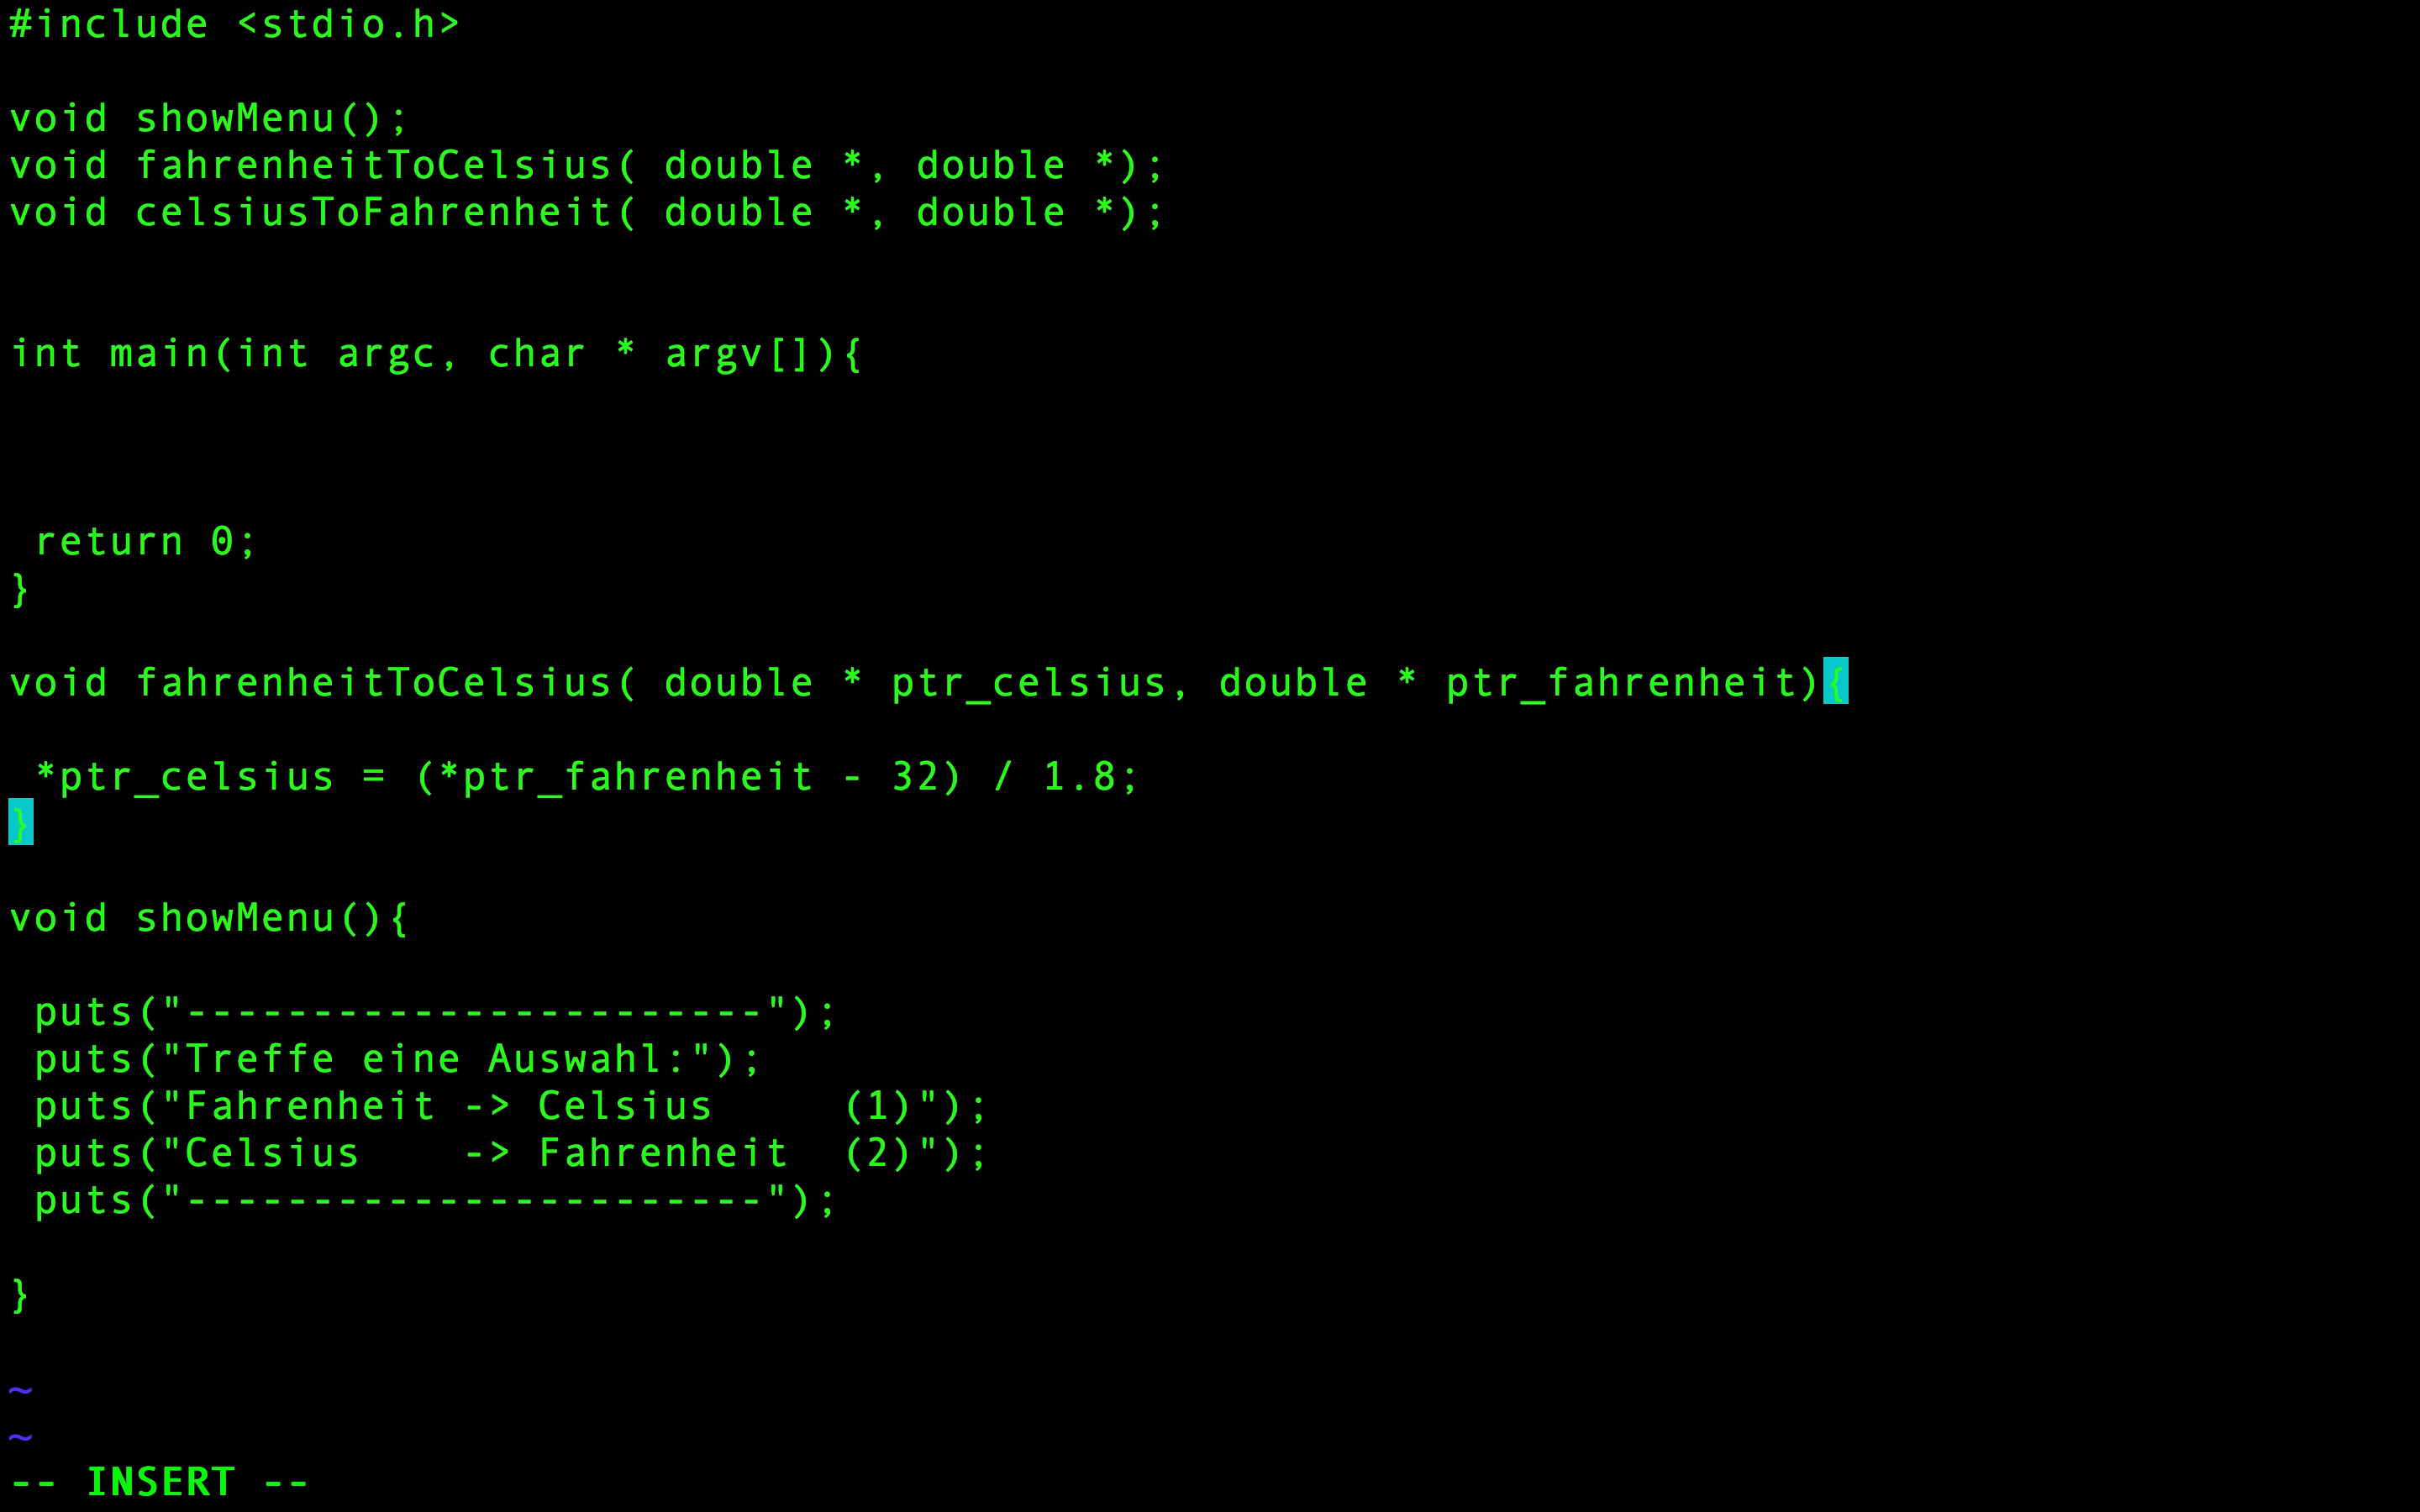 #include <stdio.h>
void showMenu();
void fahrenheitToCelsius( double *, double *);
void celsiusToFahrenheit( double *, double *);
int main(int argc, char * argv[]){
 return 0;
}
void fahrenheitToCelsius( double * ptr_celsius, double * ptr_fahrenheit){
 *ptr_celsius = (*ptr_fahrenheit - 32) / 1.8;
}
void showMenu(){
 puts("-----------------------");
 puts("Treffe eine Auswahl:");
 puts("Fahrenheit -> Celsius     (1)");
 puts("Celsius    -> Fahrenheit  (2)");
 puts("-----------------------");
}
~
~
-- INSERT --